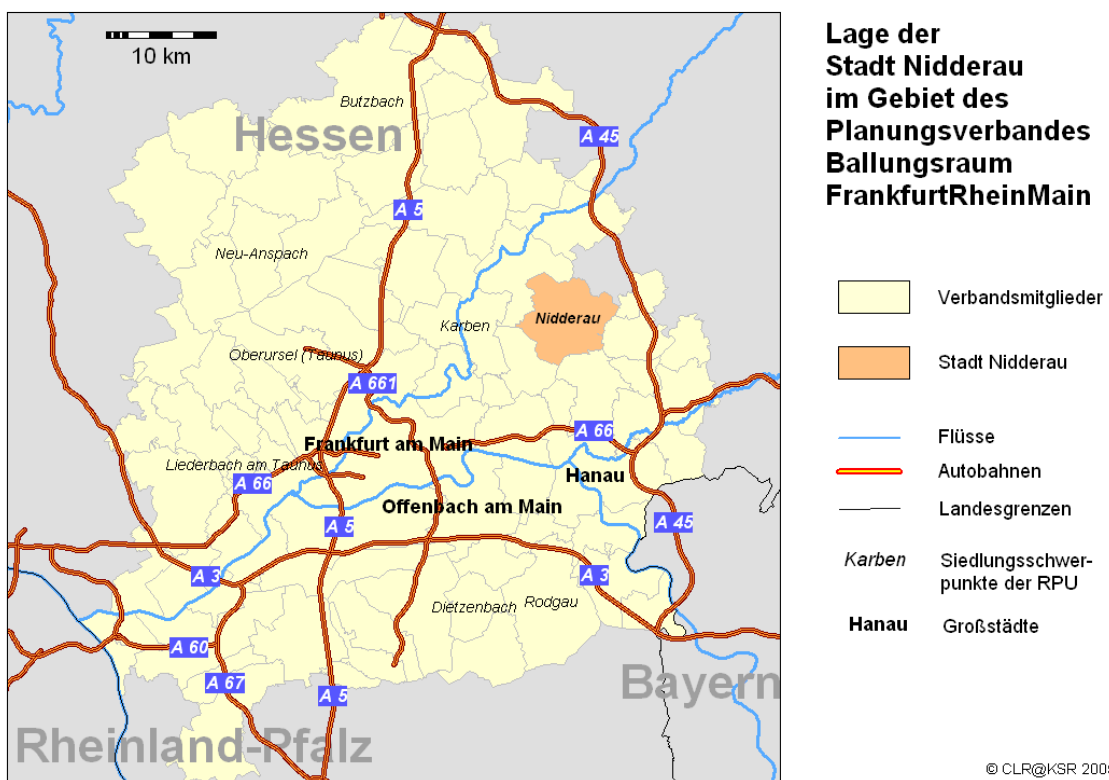 10 km
Butzbach
Hessen
A 45
A 5
Neu-Anspach
Karben
Nidderau
Oberursel (Taunus)
A 661
Frankfurt am Main
A 66
Liederbach am Taunus
A 66
Hanau
Offenbach am Main
A 5
A 45
A 3
A 3
Dietzenbach
Rodgau
A 60
A 67
A 5
Bayern
Rheinland-Pfalz
Lage der
Stadt Nidderau
im Gebiet des
Planungsverbandes
Ballungsraum
FrankfurtRheinMain
Verbandsmitglieder
Stadt Nidderau
Flüsse
Autobahnen
Landesgrenzen
Karben Siedlungsschwer-
punkte der RPU
Hanau Großstädte
© CLR@KSR